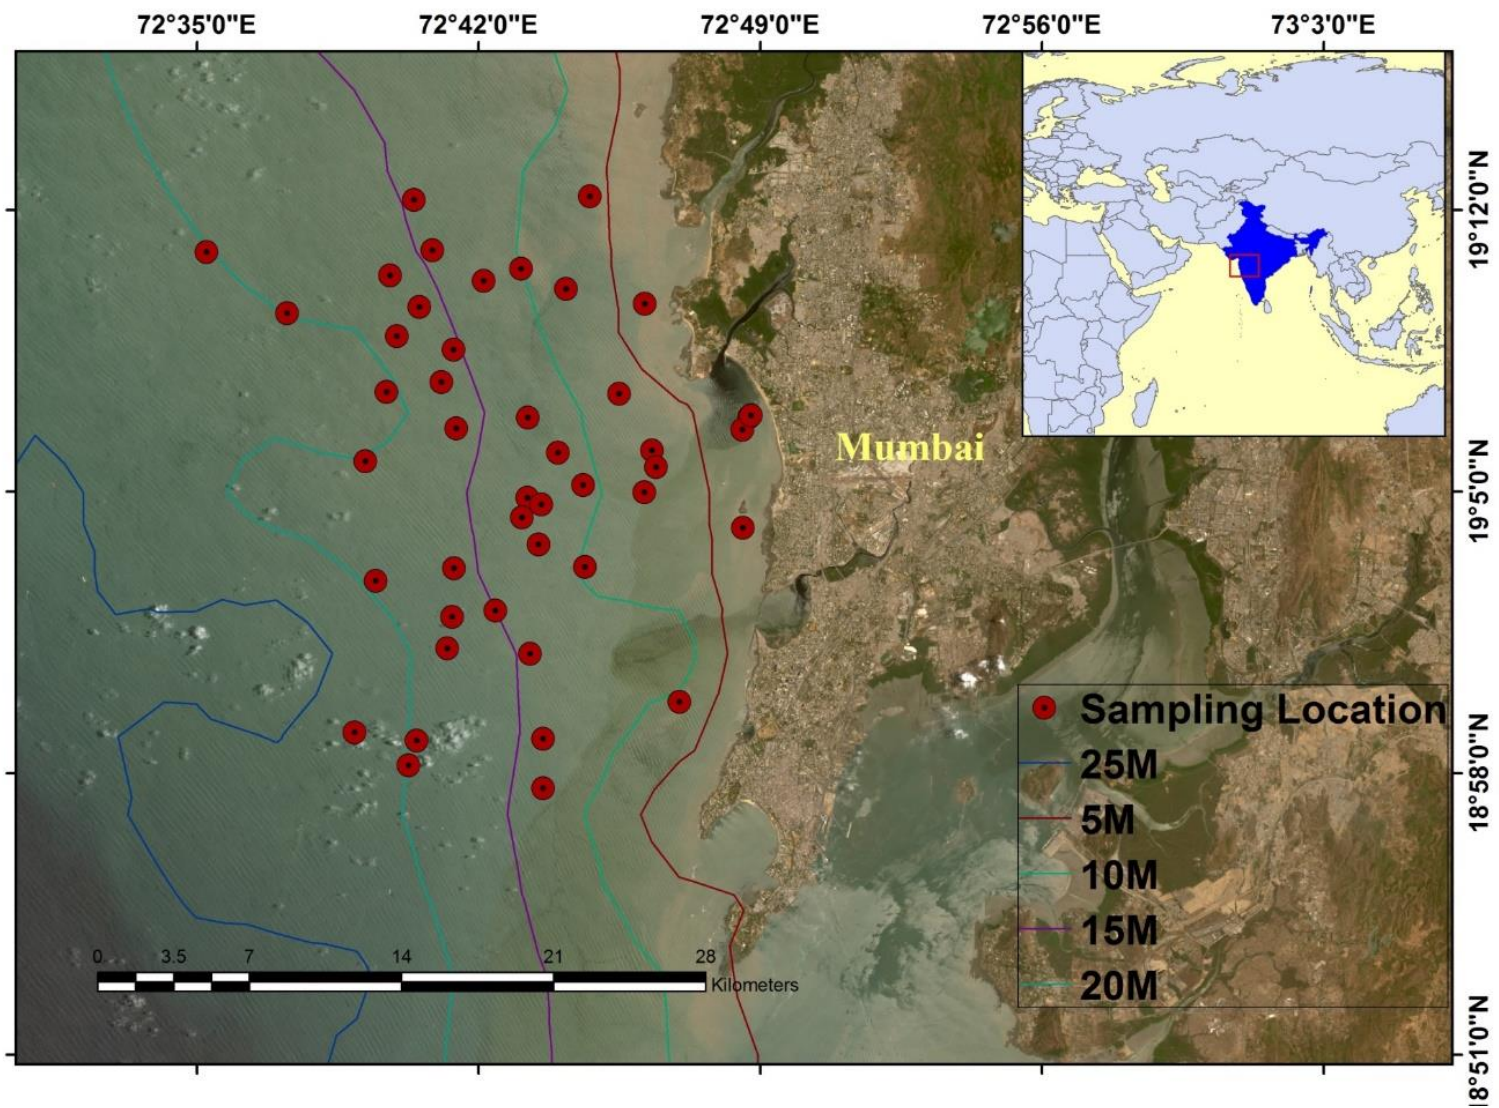 72°35'0"E 72°42'0"E 72°49'0"E 72°56'0"E 73°3'0"E
19°12'0"N
Mumbai
19°5'0"N
Sampling Location
25M
18°58'0"N
5M
10M
15M
0 3.5 7 14 21 28
Kilometers
20M
18°51'0"N